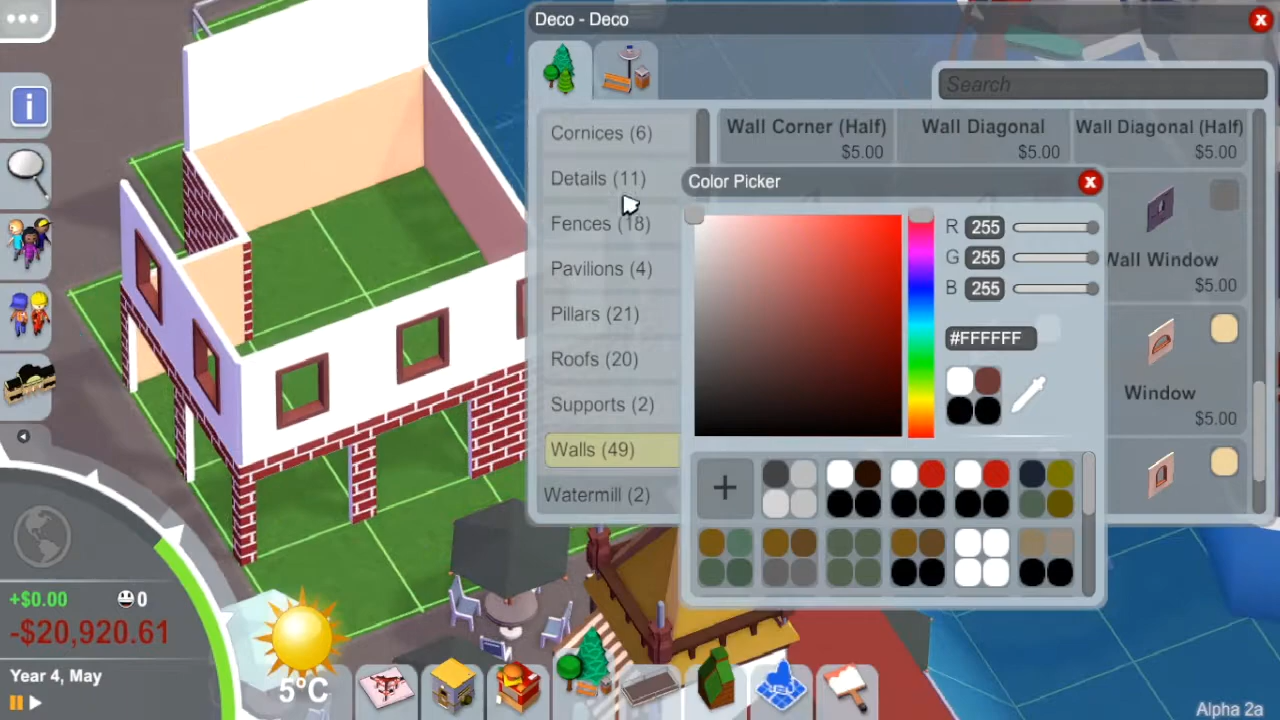 Deco - Deco
Search
Cornices (6)
Details (11)
Fences (18)
Pavilions (4)
Pillars (21)
Roofs (20)
Supports (2)
Walls (49)
Watermill (2)
Wall Corner (Half)
$5.00
Wall Diagonal
$5.00
Wall Diagonal (Half)
$5.00
Wall Window
$5.00
Window
$5.00
Color Picker
R 255
G 255
B 255
#FFFFFF
+$0.00
0
-$20,920.61
Year 4, May
5°C
Alpha 2a